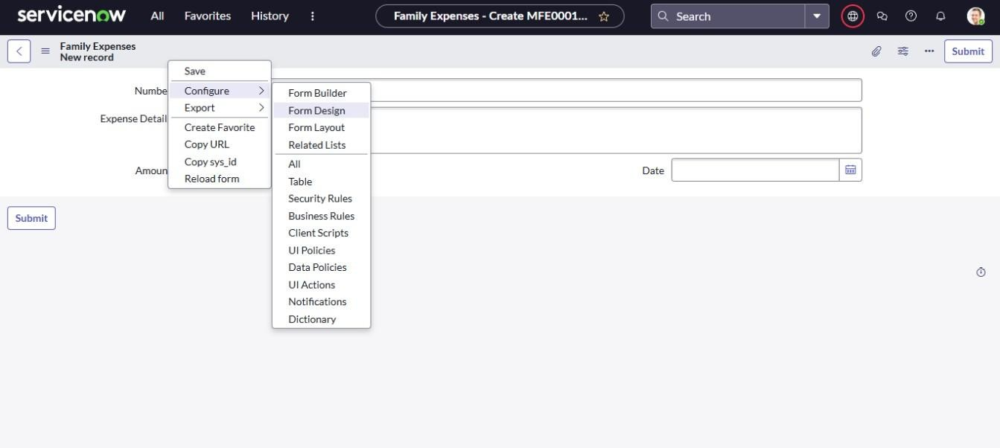 servicenow All Favorites History Family Expenses - Create MFE0001... Search
Family Expenses
New record
Submit
Save
Configure
Export
Create Favorite
Copy URL
Copy sys_id
Reload form
Form Builder
Form Design
Form Layout
Related Lists
All
Table
Security Rules
Business Rules
Client Scripts
UI Policies
Data Policies
UI Actions
Notifications
Dictionary
Numbe
Expense Detail
Amoun
Date
Submit